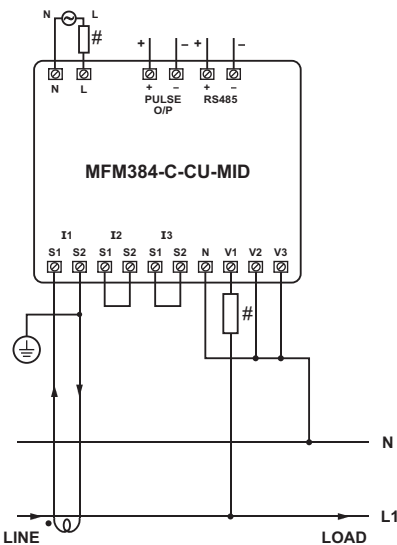 N L
#
+ – + –
N L + – + –
PULSE O/P RS485
MFM384-C-CU-MID
I1 I2 I3
S1 S2 S1 S2 S1 S2 N V1 V2 V3
#
N
L1
LINE LOAD